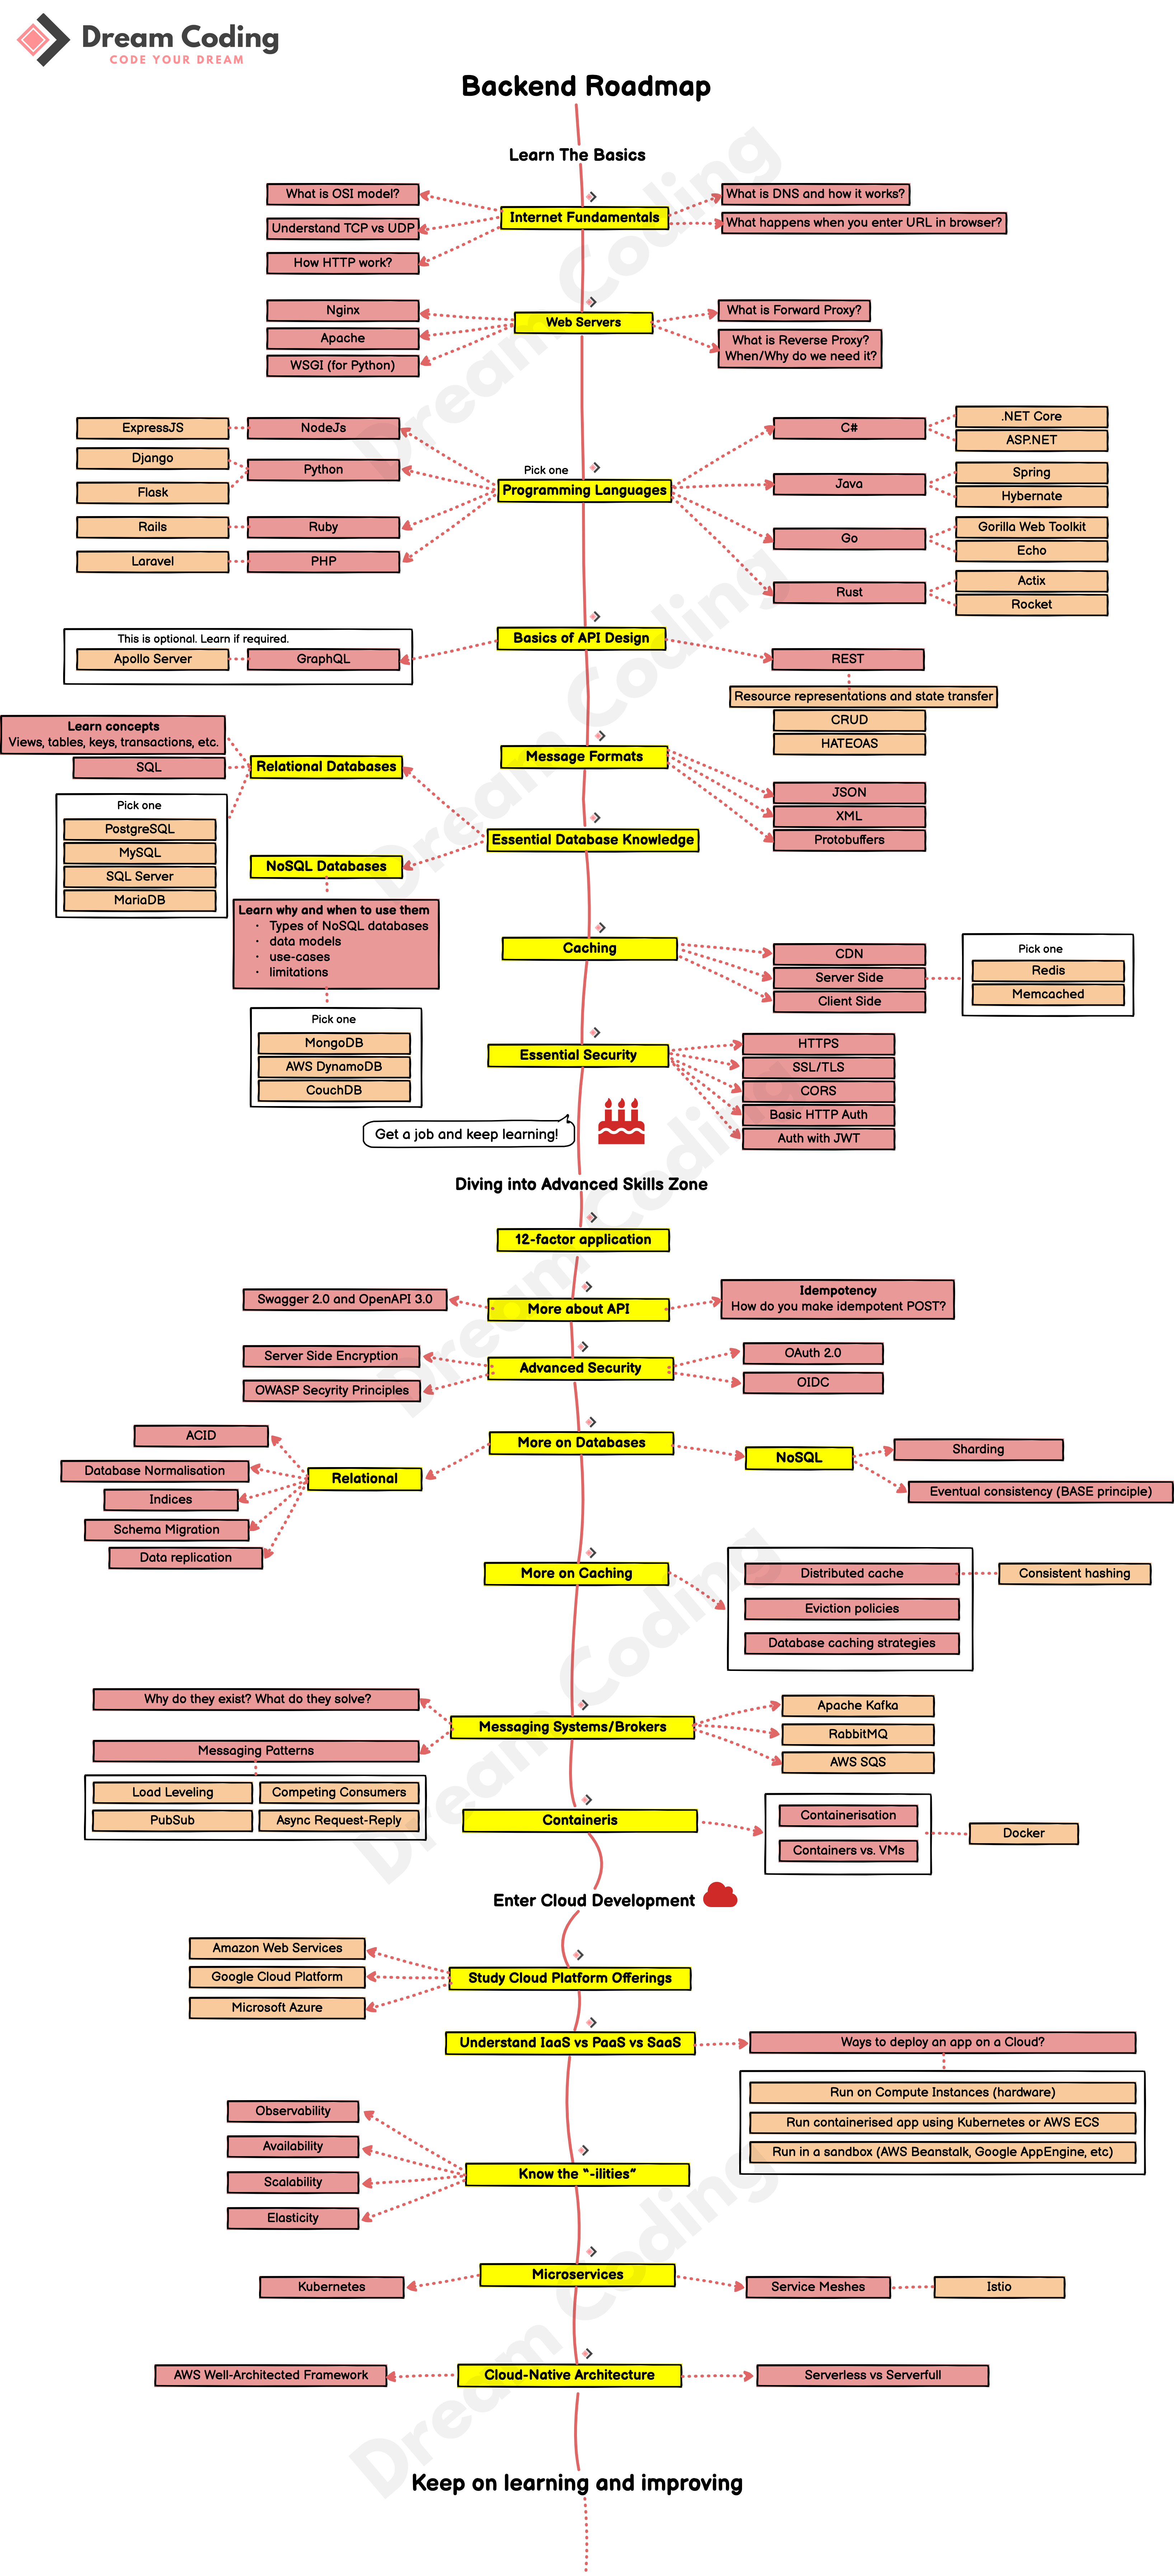 Dream Coding
CODE YOUR DREAM
Backend Roadmap
Learn The Basics
What is OSI model?
Understand TCP vs UDP
How HTTP work?
Internet Fundamentals
What is DNS and how it works?
What happens when you enter URL in browser?
Nginx
Apache
WSGI (for Python)
Web Servers
What is Forward Proxy?
What is Reverse Proxy?
When/Why do we need it?
ExpressJS
NodeJs
Django
Flask
Python
Rails
Ruby
Laravel
PHP
Pick one
Programming Languages
C#
.NET Core
ASP.NET
Java
Spring
Hybernate
Go
Gorilla Web Toolkit
Echo
Rust
Actix
Rocket
This is optional. Learn if required.
Apollo Server
GraphQL
Basics of API Design
REST
Resource representations and state transfer
CRUD
HATEOAS
Message Formats
JSON
XML
Protobuffers
Learn concepts
Views, tables, keys, transactions, etc.
SQL
Relational Databases
Pick one
PostgreSQL
MySQL
SQL Server
MariaDB
Essential Database Knowledge
NoSQL Databases
Learn why and when to use them
· Types of NoSQL databases
· data models
· use-cases
· limitations
Pick one
MongoDB
AWS DynamoDB
CouchDB
Caching
CDN
Server Side
Client Side
Pick one
Redis
Memcached
Essential Security
HTTPS
SSL/TLS
CORS
Basic HTTP Auth
Auth with JWT
Get a job and keep learning!
Diving into Advanced Skills Zone
12-factor application
Swagger 2.0 and OpenAPI 3.0
More about API
Idempotency
How do you make idempotent POST?
Server Side Encryption
OWASP Secyrity Principles
Advanced Security
OAuth 2.0
OIDC
ACID
Database Normalisation
Indices
Schema Migration
Data replication
Relational
More on Databases
NoSQL
Sharding
Eventual consistency (BASE principle)
More on Caching
Distributed cache
Consistent hashing
Eviction policies
Database caching strategies
Why do they exist? What do they solve?
Messaging Patterns
Load Leveling
Competing Consumers
PubSub
Async Request-Reply
Messaging Systems/Brokers
Apache Kafka
RabbitMQ
AWS SQS
Containeris
Containerisation
Containers vs. VMs
Docker
Enter Cloud Development
Amazon Web Services
Google Cloud Platform
Microsoft Azure
Study Cloud Platform Offerings
Understand IaaS vs PaaS vs SaaS
Ways to deploy an app on a Cloud?
Run on Compute Instances (hardware)
Run containerised app using Kubernetes or AWS ECS
Run in a sandbox (AWS Beanstalk, Google AppEngine, etc)
Observability
Availability
Scalability
Elasticity
Know the "-ilities"
Kubernetes
Microservices
Service Meshes
Istio
AWS Well-Architected Framework
Cloud-Native Architecture
Serverless vs Serverfull
Keep on learning and improving
Dream Coding
Dream Coding
Dream Coding
Dream Coding
Dream Coding